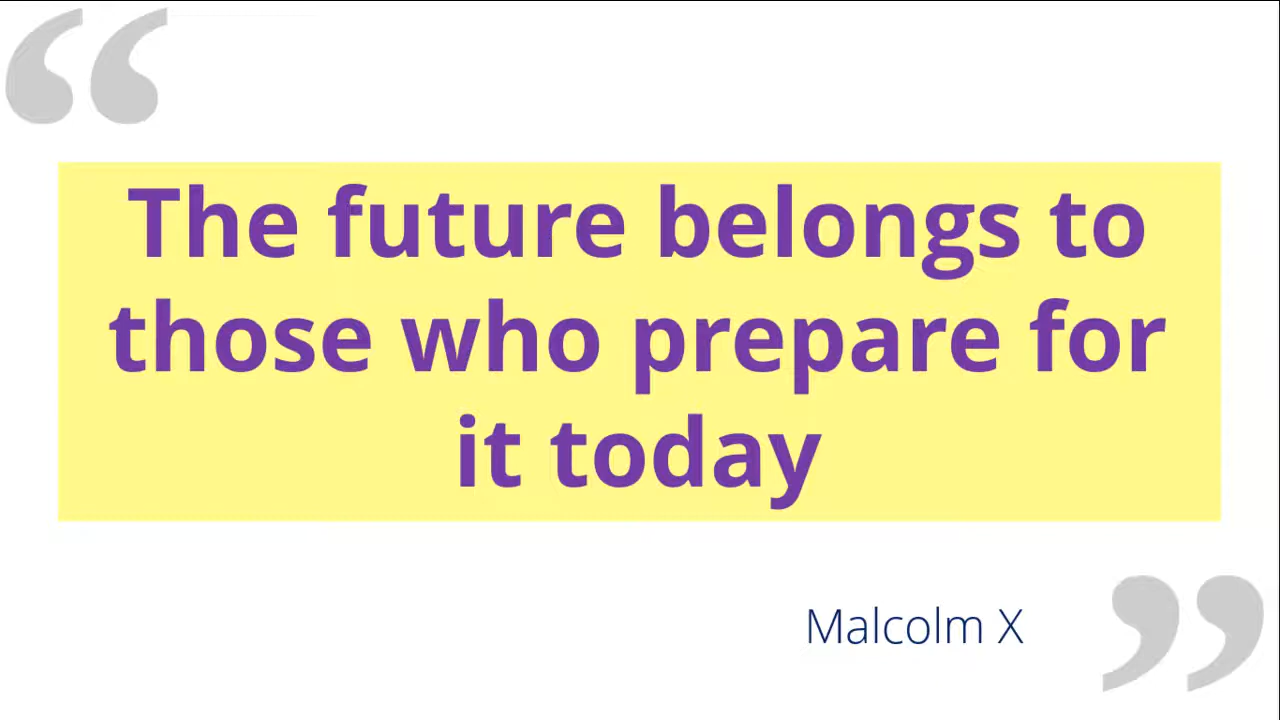 “
The future belongs to
those who prepare for
it today
Malcolm X
”